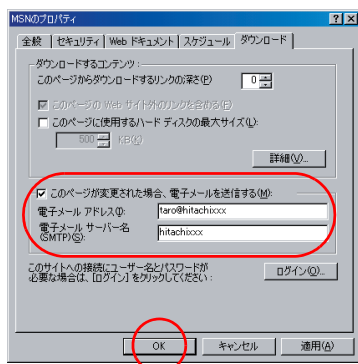 MSNのプロパティ
全般 セキュリティ Web ドキュメント スケジュール ダウンロード
ダウンロードするコンテンツ:
このページからダウンロードするリンクの深さ(P) 0
このページの Web サイト外のリンクを含める(F)
このページに使用するハード ディスクの最大サイズ(L):
500 KB(K)
詳細(V)...
このページが変更された場合、電子メールを送信する(M):
電子メール アドレス(I): taro@hitachixxx
電子メール サーバー名 hitachixxx
(SMTP)(S):
このサイトへの接続にユーザー名とパスワードが
必要な場合は、[ログイン] をクリックしてください:
ログイン(O)...
OK キャンセル 適用(A)